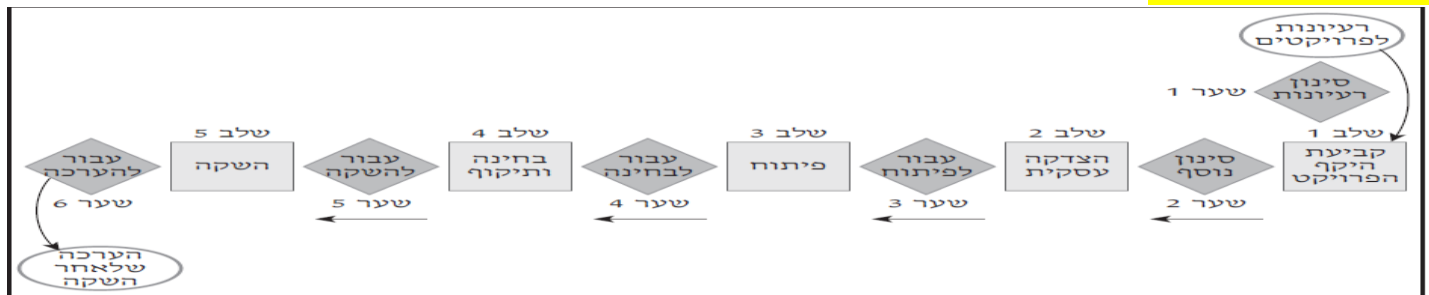 רעיונות
לפרויקטים
סינון
רעיונות
שער 1
שלב 1
קביעת
היקף
הפרויקט
סינון
נוסף
שער 2
שלב 2
הצדקה
עסקית
עבור
לפיתוח
שער 3
שלב 3
פיתוח
עבור
לבחינה
שער 4
שלב 4
בחינה
ותיקוף
עבור
להשקה
שער 5
שלב 5
השקה
עבור
להערכה
שער 6
הערכה
שלאחר
השקה